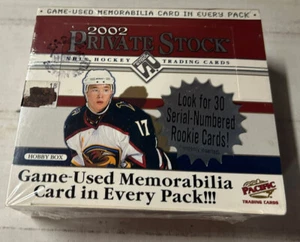 GAME-USED MEMORABILIA CARD IN EVERY PACK!
2002
PRIVATE STOCK
NHL® HOCKEY TRADING CARDS
Look for 30
Serial-Numbered
Rookie Cards!
17
HOBBY BOX
Game-Used Memorabilia
Card in Every Pack!!!
PACIFIC
TRADING CARDS